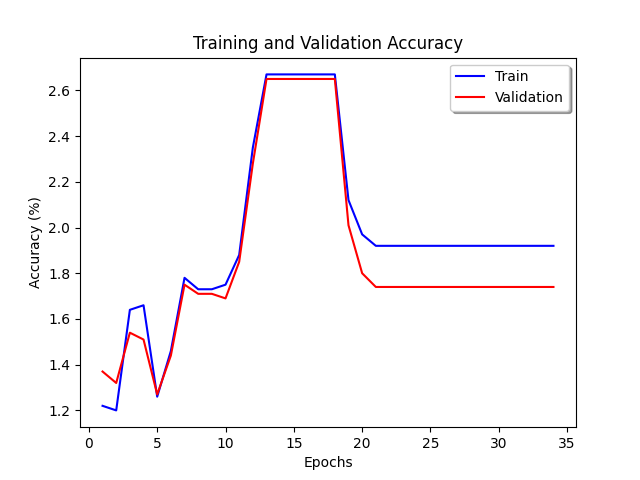 Training and Validation Accuracy
Train
Validation
Accuracy (%)
2.6
2.4
2.2
2.0
1.8
1.6
1.4
1.2
0 5 10 15 20 25 30 35
Epochs